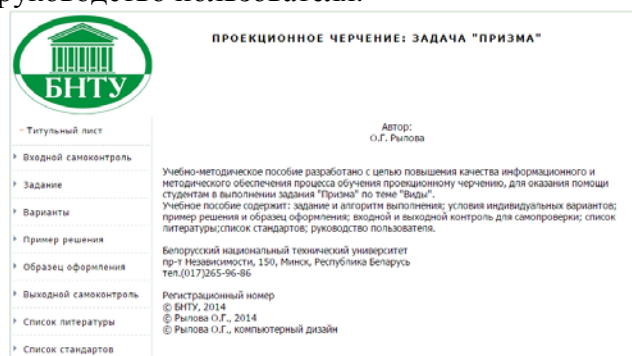 руководство пользователя.
БНТУ
ПРОЕКЦИОННОЕ ЧЕРЧЕНИЕ: ЗАДАЧА "ПРИЗМА"
Титульный лист
Входной самоконтроль
Задание
Варианты
Пример решения
Образец оформления
Выходной самоконтроль
Список литературы
Список стандартов
Автор:
О.Г. Рылова
Учебно-методическое пособие разработано с целью повышения качества информационного и
методического обеспечения процесса обучения проекционному черчению, для оказания помощи
студентам в выполнении задания "Призма" по теме "Виды".
Учебное пособие содержит: задание и алгоритм выполнения; условия индивидуальных вариантов;
пример решения и образец оформления; входной и выходной контроль для самопроверки; список
литературы;список стандартов; руководство пользователя.
Белорусский национальный технический университет
пр-т Независимости, 150, Минск, Республика Беларусь
тел.(017)265-96-86
Регистрационный номер
© БНТУ, 2014
© Рылова О.Г., 2014
© Рылова О.Г., компьютерный дизайн